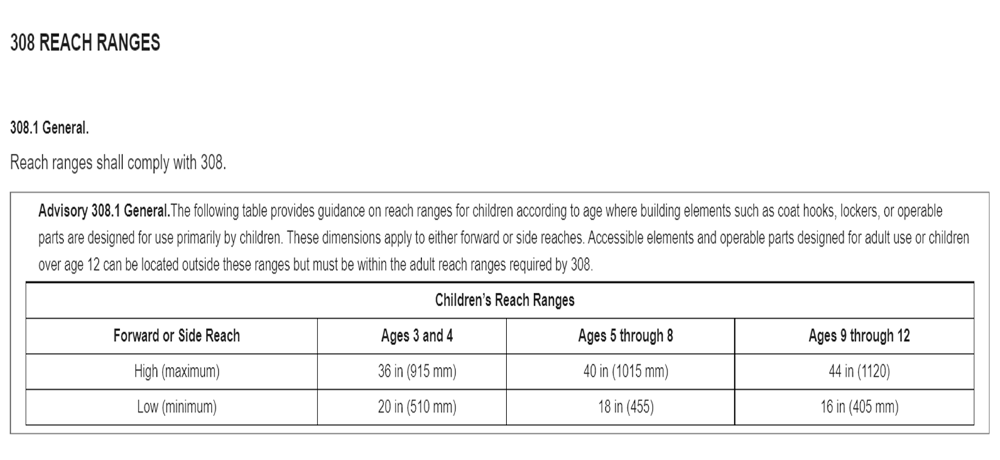 308 REACH RANGES
308.1 General.
Reach ranges shall comply with 308.
Advisory 308.1 General.The following table provides guidance on reach ranges for children according to age where building elements such as coat hooks, lockers, or operable
parts are designed for use primarily by children. These dimensions apply to either forward or side reaches. Accessible elements and operable parts designed for adult use or children
over age 12 can be located outside these ranges but must be within the adult reach ranges required by 308.
Children’s Reach Ranges
Forward or Side Reach Ages 3 and 4 Ages 5 through 8 Ages 9 through 12
High (maximum) 36 in (915 mm) 40 in (1015 mm) 44 in (1120)
Low (minimum) 20 in (510 mm) 18 in (455) 16 in (405 mm)